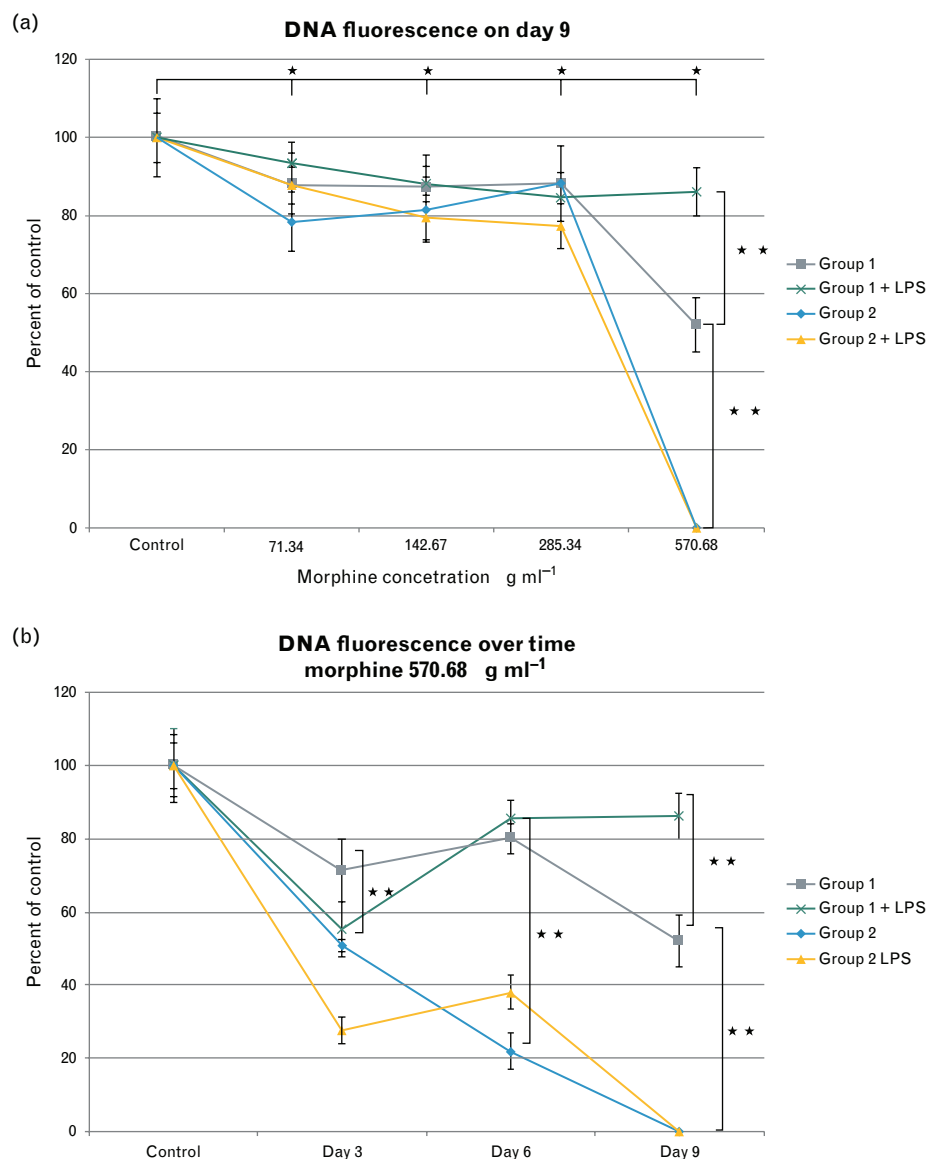 (a)
DNA fluorescence on day 9
120
100
80
60
40
20
0
Percent of control
Control
71.34
142.67
285.34
570.68
Morphine concetration g ml−1
★
★
★
★
★ ★
★ ★
Group 1
Group 1 + LPS
Group 2
Group 2 + LPS
(b)
DNA fluorescence over time
morphine 570.68 g ml−1
120
100
80
60
40
20
0
Percent of control
Control
Day 3
Day 6
Day 9
★ ★
★ ★
★ ★
★ ★
Group 1
Group 1 + LPS
Group 2
Group 2 LPS